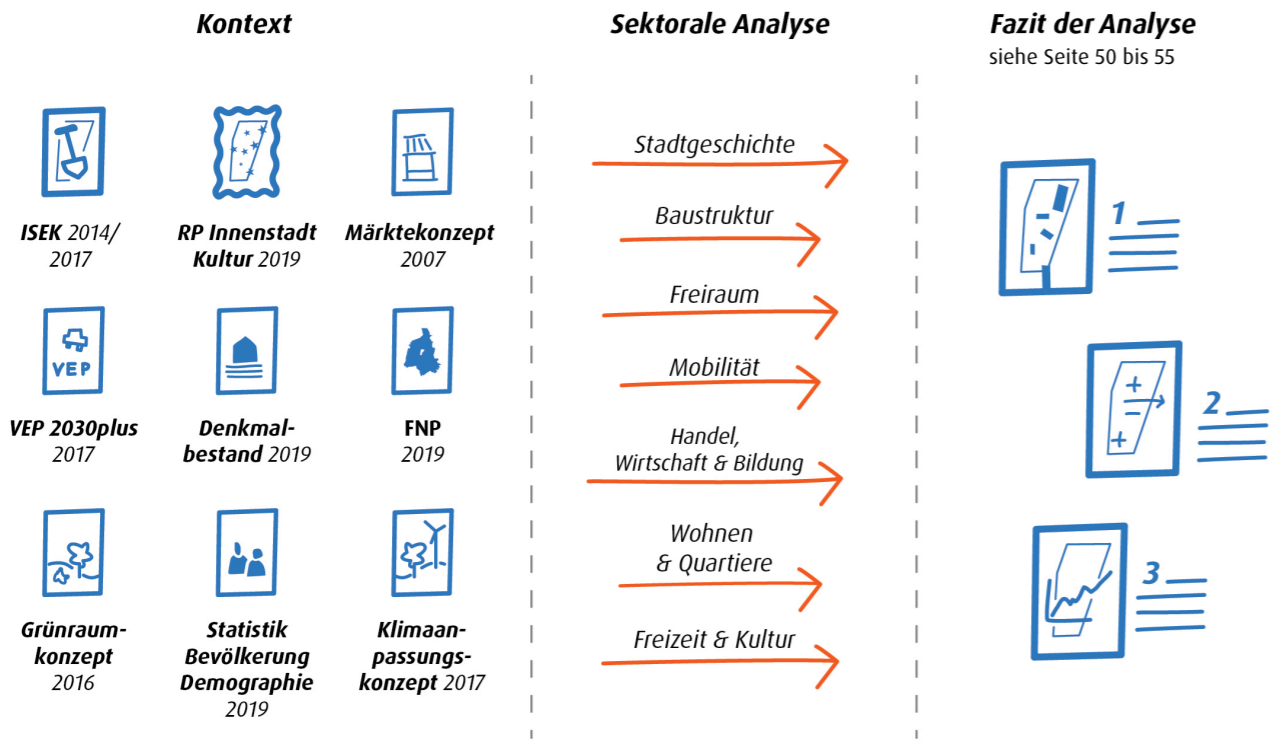 Kontext
ISEK 2014/
2017
RP Innenstadt
Kultur 2019
Märktekonzept
2007
VEP
VEP 2030plus
2017
Denkmal-
bestand 2019
FNP
2019
Grünraum-
konzept
2016
Statistik
Bevölkerung
Demographie
2019
Klimaan-
passungs-
konzept 2017
Sektorale Analyse
Stadtgeschichte
Baustruktur
Freiraum
Mobilität
Handel,
Wirtschaft & Bildung
Wohnen
& Quartiere
Freizeit & Kultur
Fazit der Analyse
siehe Seite 50 bis 55
1
2
3